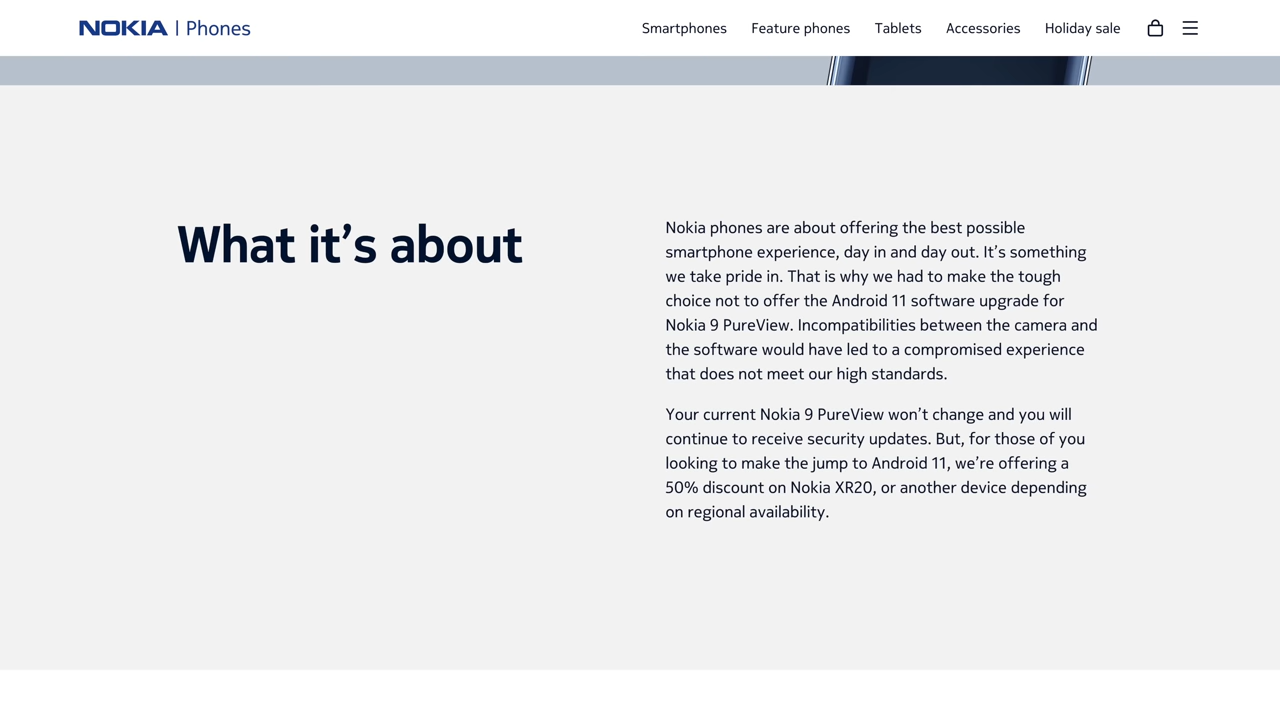 NOKIA | Phones
Smartphones Feature phones Tablets Accessories Holiday sale
What it’s about
Nokia phones are about offering the best possible
smartphone experience, day in and day out. It’s something
we take pride in. That is why we had to make the tough
choice not to offer the Android 11 software upgrade for
Nokia 9 PureView. Incompatibilities between the camera and
the software would have led to a compromised experience
that does not meet our high standards.
Your current Nokia 9 PureView won’t change and you will
continue to receive security updates. But, for those of you
looking to make the jump to Android 11, we’re offering a
50% discount on Nokia XR20, or another device depending
on regional availability.